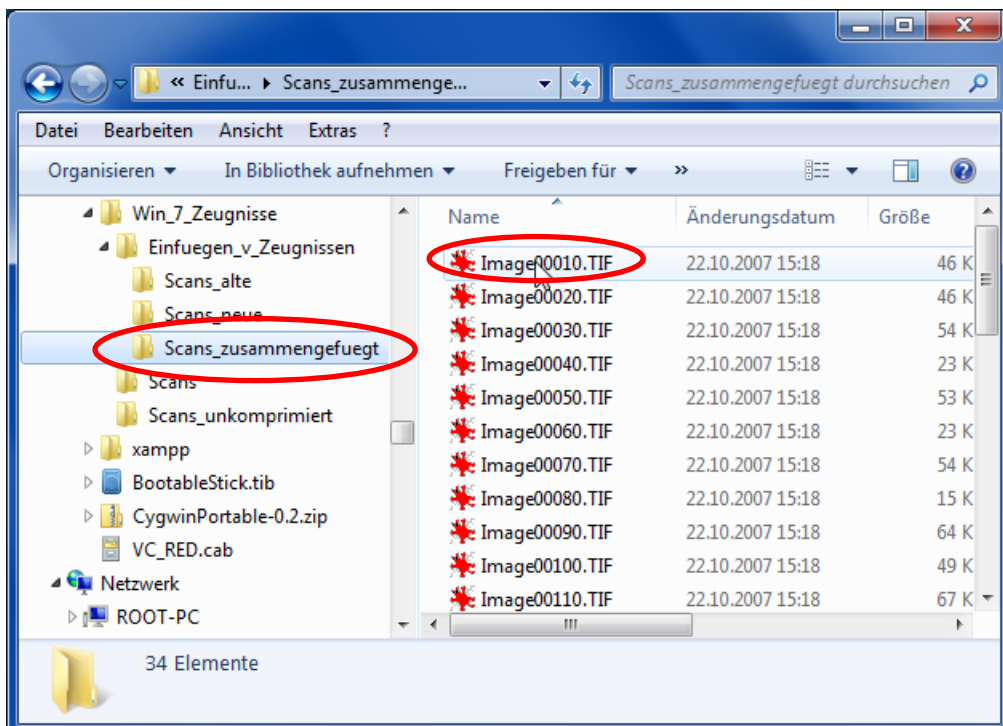 « Einfu... Scans_zusammenge... Scans_zusammengefuegt durchsuchen
Datei Bearbeiten Ansicht Extras ?
Organisieren In Bibliothek aufnehmen Freigeben für »
Win_7_Zeugnisse
Einfuegen_v_Zeugnissen
Scans_alte
Scans_neue
Scans_zusammengefuegt
Scans
Scans_unkomprimiert
xampp
BootableStick.tib
CygwinPortable-0.2.zip
VC_RED.cab
Netzwerk
ROOT-PC
Name Änderungsdatum Größe
Image00010.TIF 22.10.2007 15:18 46 K
Image00020.TIF 22.10.2007 15:18 46 K
Image00030.TIF 22.10.2007 15:18 54 K
Image00040.TIF 22.10.2007 15:18 23 K
Image00050.TIF 22.10.2007 15:18 53 K
Image00060.TIF 22.10.2007 15:18 23 K
Image00070.TIF 22.10.2007 15:18 54 K
Image00080.TIF 22.10.2007 15:18 15 K
Image00090.TIF 22.10.2007 15:18 64 K
Image00100.TIF 22.10.2007 15:18 49 K
Image00110.TIF 22.10.2007 15:18 67 K
34 Elemente